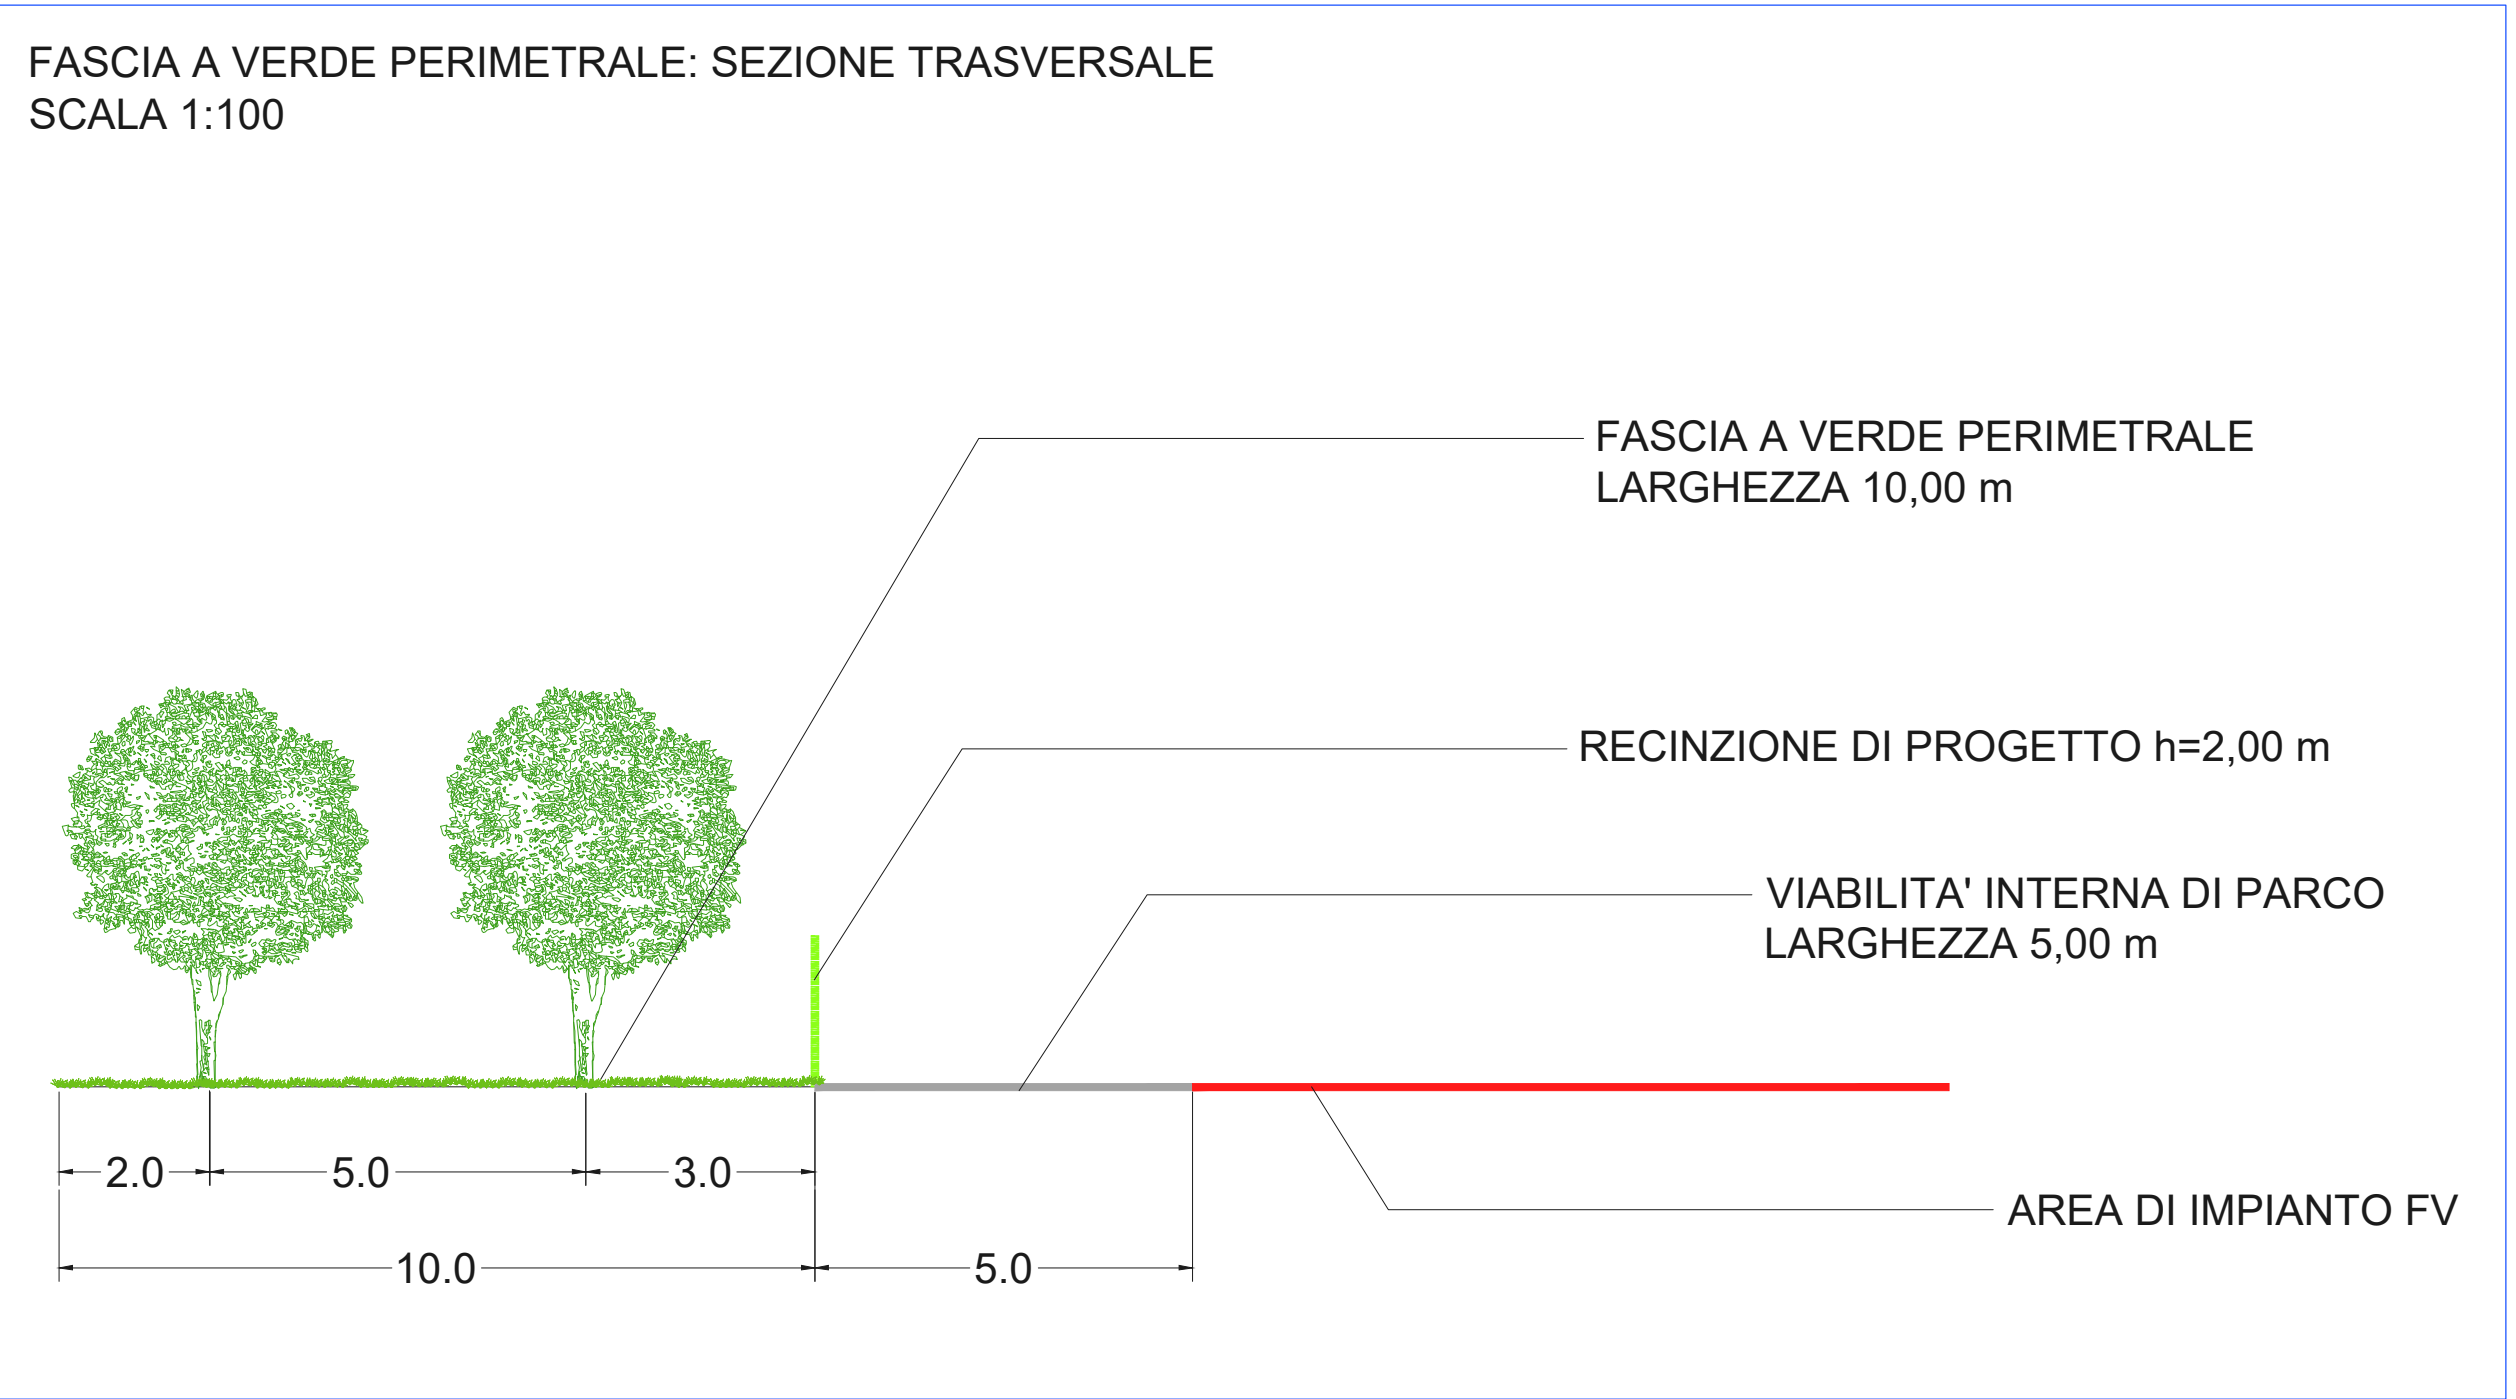 FASCIA A VERDE PERIMETRALE: SEZIONE TRASVERSALE
SCALA 1:100
FASCIA A VERDE PERIMETRALE
LARGHEZZA 10,00 m
RECINZIONE DI PROGETTO h=2,00 m
VIABILITA' INTERNA DI PARCO
LARGHEZZA 5,00 m
2.0 5.0 3.0
AREA DI IMPIANTO FV
10.0 5.0